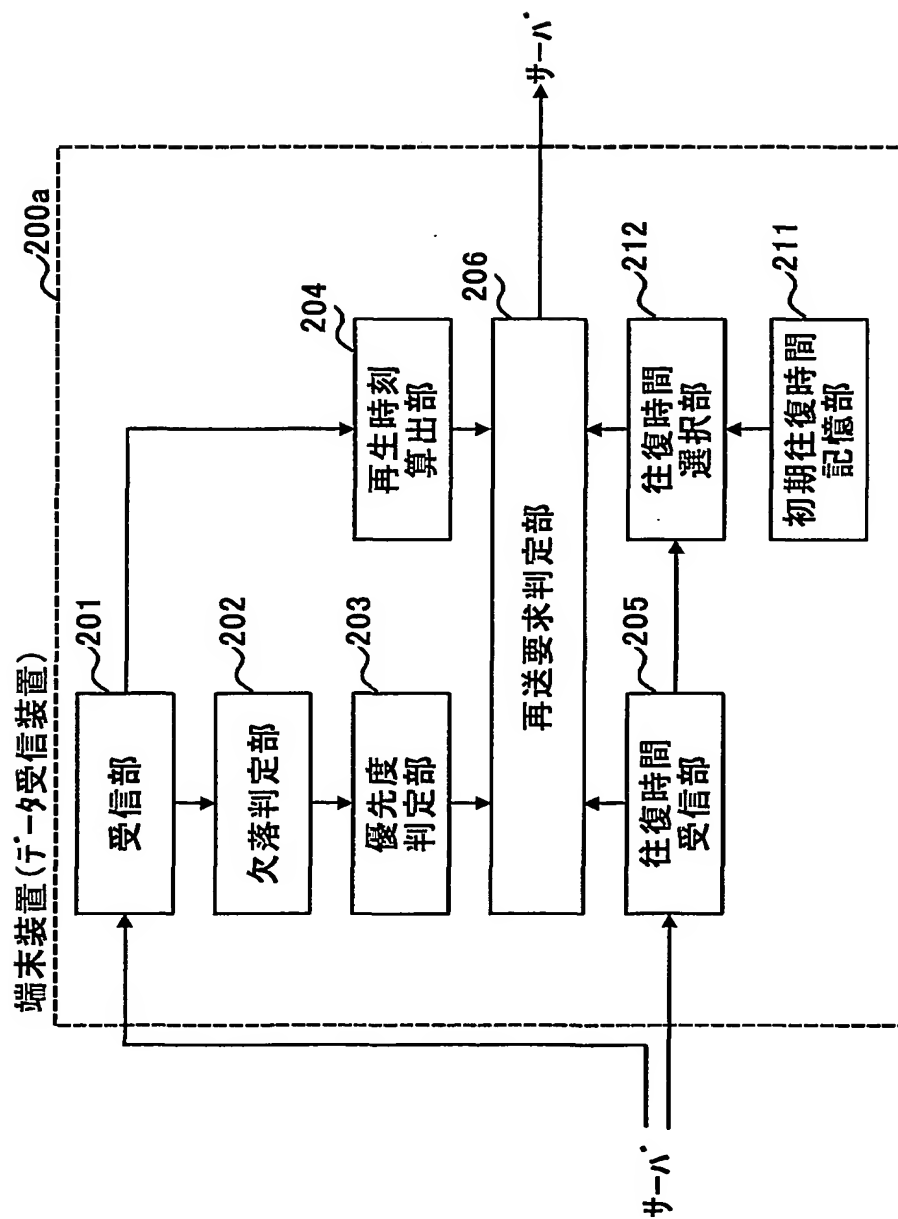 端末装置(データ受信装置)
200a
201
受信部
202
欠落判定部
203
優先度
判定部
204
再生時刻
算出部
206
再送要求判定部
205
往復時間
受信部
212
往復時間
選択部
211
初期往復時間
記憶部
サーバ
サーバ